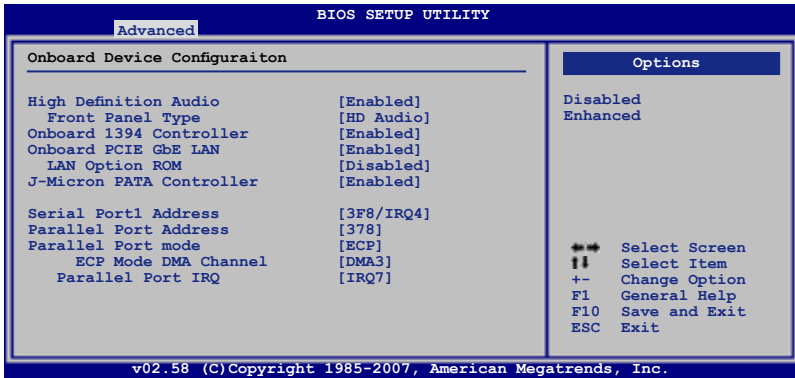 BIOS SETUP UTILITY
Advanced
Onboard Device Configuraiton
High Definition Audio [Enabled]
Front Panel Type [HD Audio]
Onboard 1394 Controller [Enabled]
Onboard PCIE GbE LAN [Enabled]
LAN Option ROM [Disabled]
J-Micron PATA Controller [Enabled]
Serial Port1 Address [3F8/IRQ4]
Parallel Port Address [378]
Parallel Port mode [ECP]
ECP Mode DMA Channel [DMA3]
Parallel Port IRQ [IRQ7]
Options
Disabled
Enhanced
Select Screen
Select Item
+- Change Option
F1 General Help
F10 Save and Exit
ESC Exit
v02.58 (C)Copyright 1985-2007, American Megatrends, Inc.